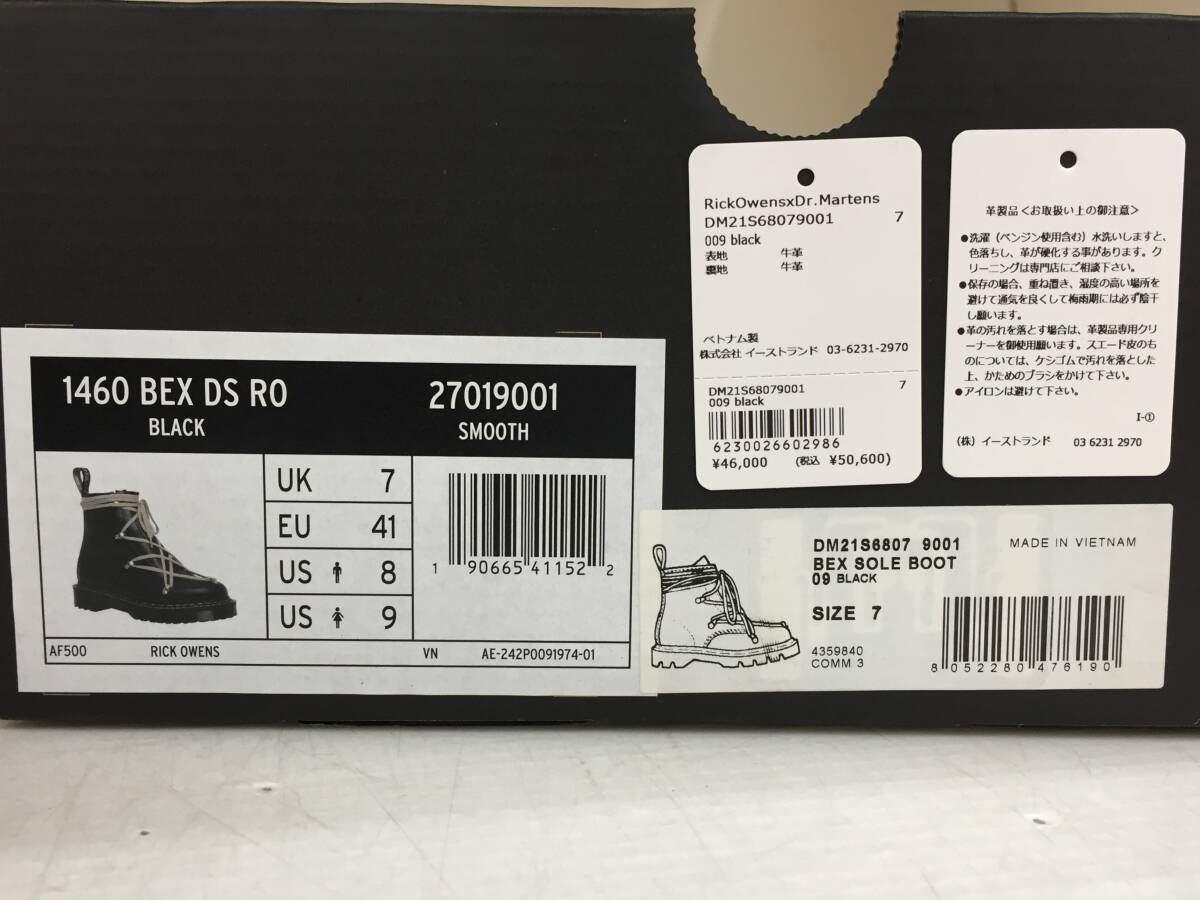 RickOwensxDr.Martens
DM21S68079001 7
009 black
表地 牛革
裏地 牛革
ベトナム製
株式会社 イーストランド 03-6231-2970
DM21S68079001 7
009 black
6230026602986
¥46,000 (税込 ¥50,600)
革製品<お取扱い上の御注意>
●洗濯(ベンジン使用含む)水洗いしますと、
色落ちし、革が硬化する事があります。ク
リーニングは専門店にご相談下さい。
●保存の場合、重ね置き、湿度の高い場所を
避けて通気を良くして梅雨期には必ず陰干
し願います。
●革の汚れを落とす場合は、革製品専用クリ
ーナーを御使用願います。スエード皮のも
のについては、ケシゴムで汚れを落とした
上、かためのブラシをかけて下さい。
●アイロンは避けて下さい。
I-①
(株) イーストランド 03 6231 2970
1460 BEX DS RO 27019001
BLACK SMOOTH
UK 7
EU 41
US 8
US 9
1 90665 41152 2
AF500 RICK OWENS VN AE-242P0091974-01
DM21S6807 9001 MADE IN VIETNAM
BEX SOLE BOOT
09 BLACK
SIZE 7
4359840
COMM 3
8 052280 476190